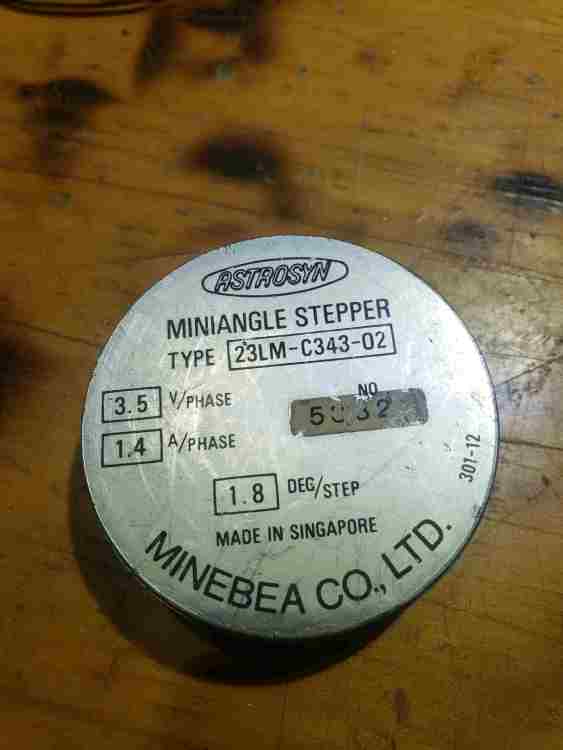 ASTROSYN
MINIANGLE STEPPER
TYPE 23LM-C343-02
3.5 V/PHASE
NO
1.4 A/PHASE
301-12
1.8 DEG/STEP
MADE IN SINGAPORE
MINEBEA CO., LTD.